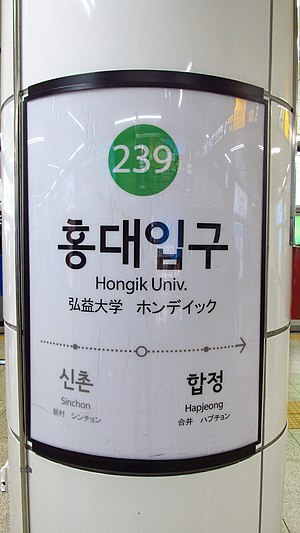 239
홍대입구
Hongik Univ.
弘益大学 ホンデイック
신촌 합정
Sinchon Hapjeong
新村 シンチョン 合井 ハプチョン